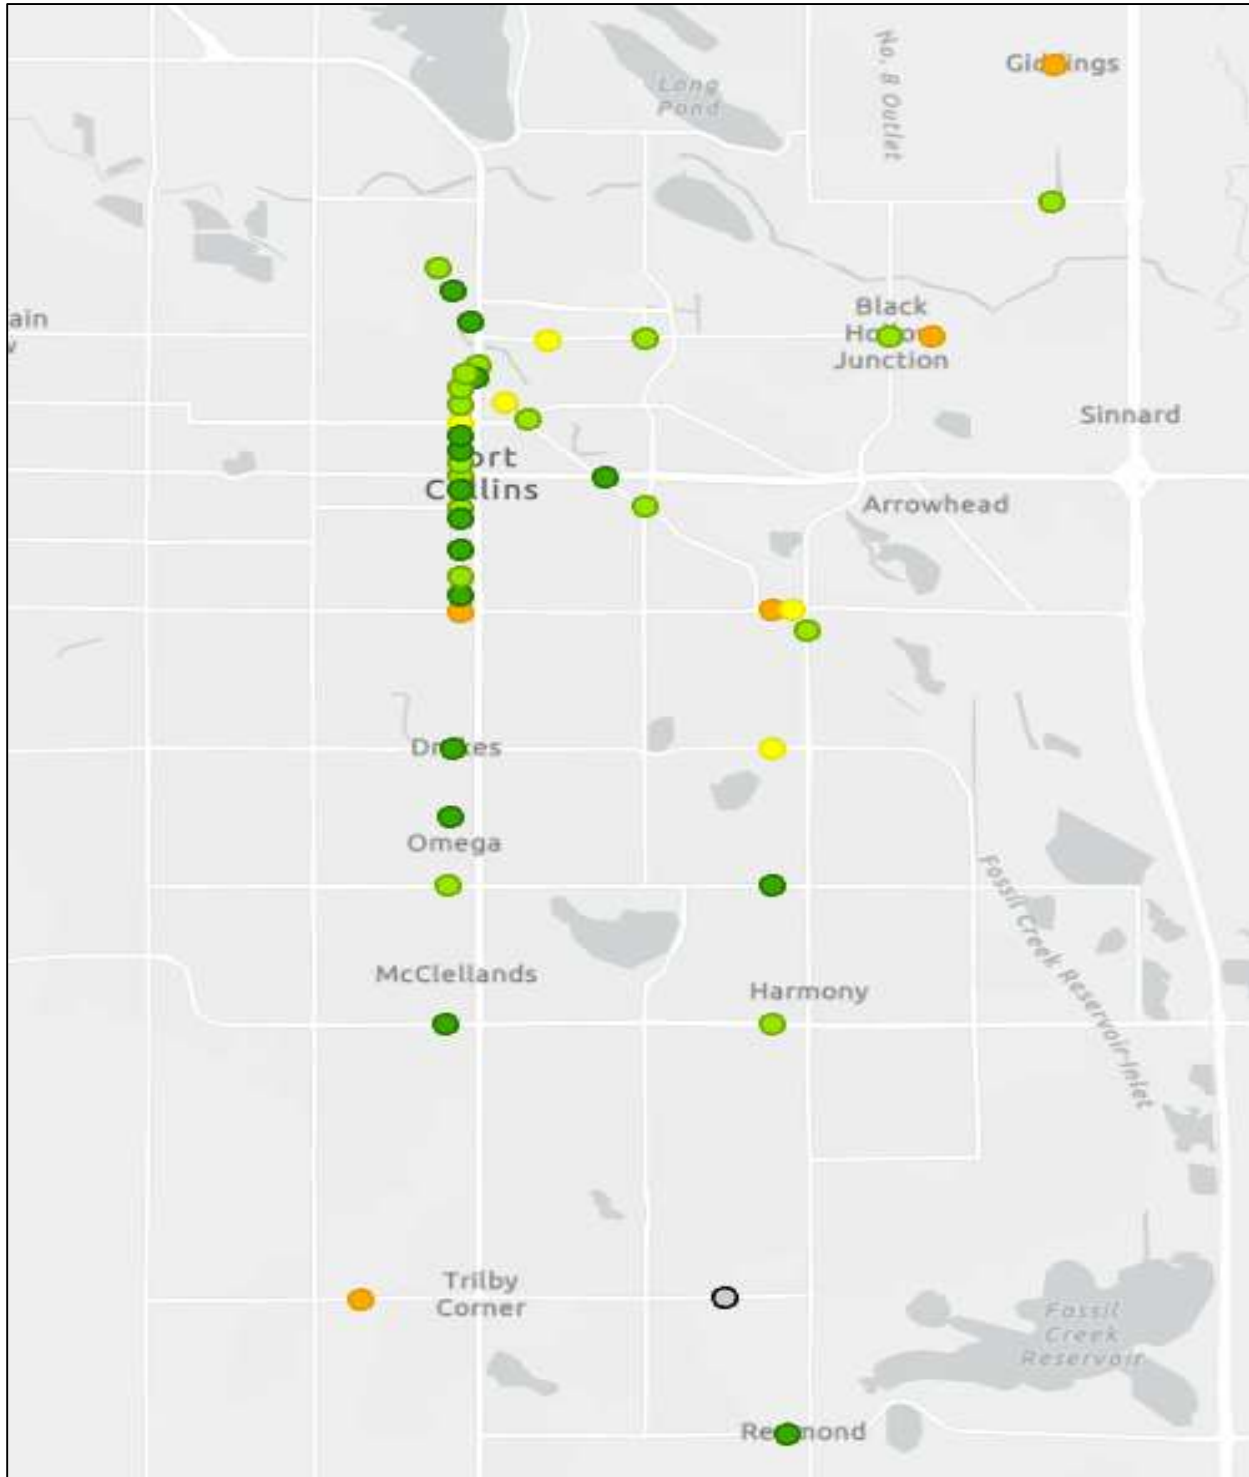 No. 8 Outlet
Long
Pond
ain
Black
Junction
Sinnard
Arrowhead
Omega
McClellands
Harmony
Fossil Creek Reservoir Inlet
Trilby
Corner
Fossil
Creek
Reservoir